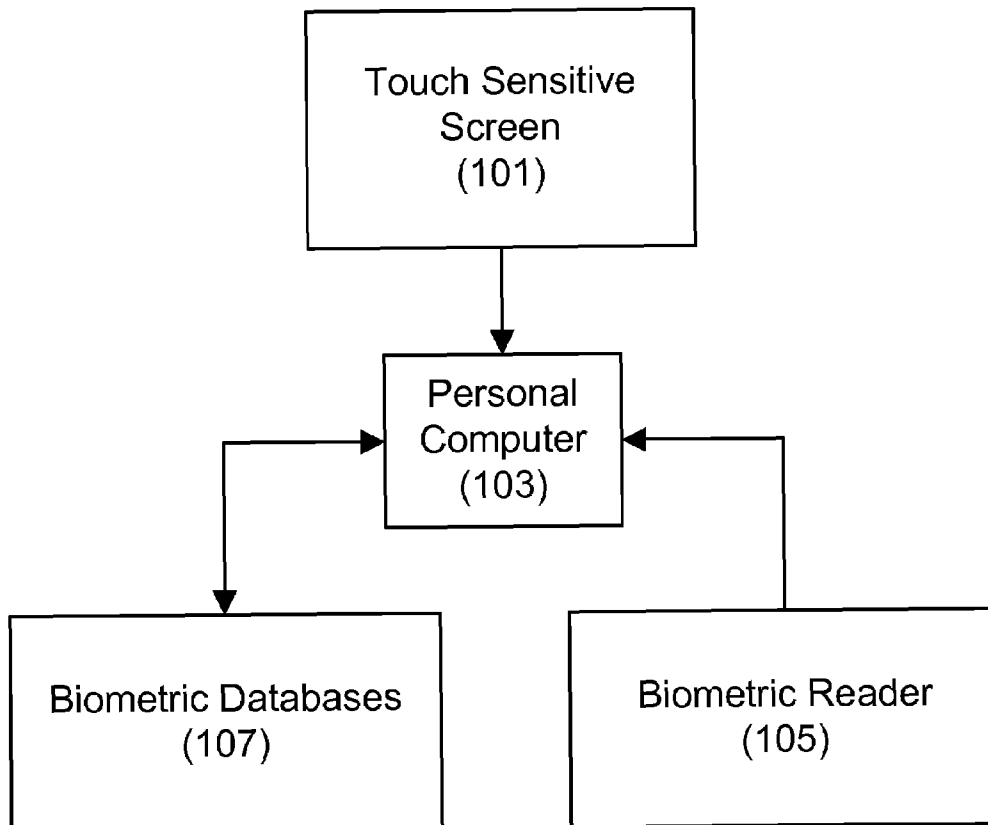 Touch Sensitive
Screen
(101)
Personal
Computer
(103)
Biometric Databases
(107)
Biometric Reader
(105)